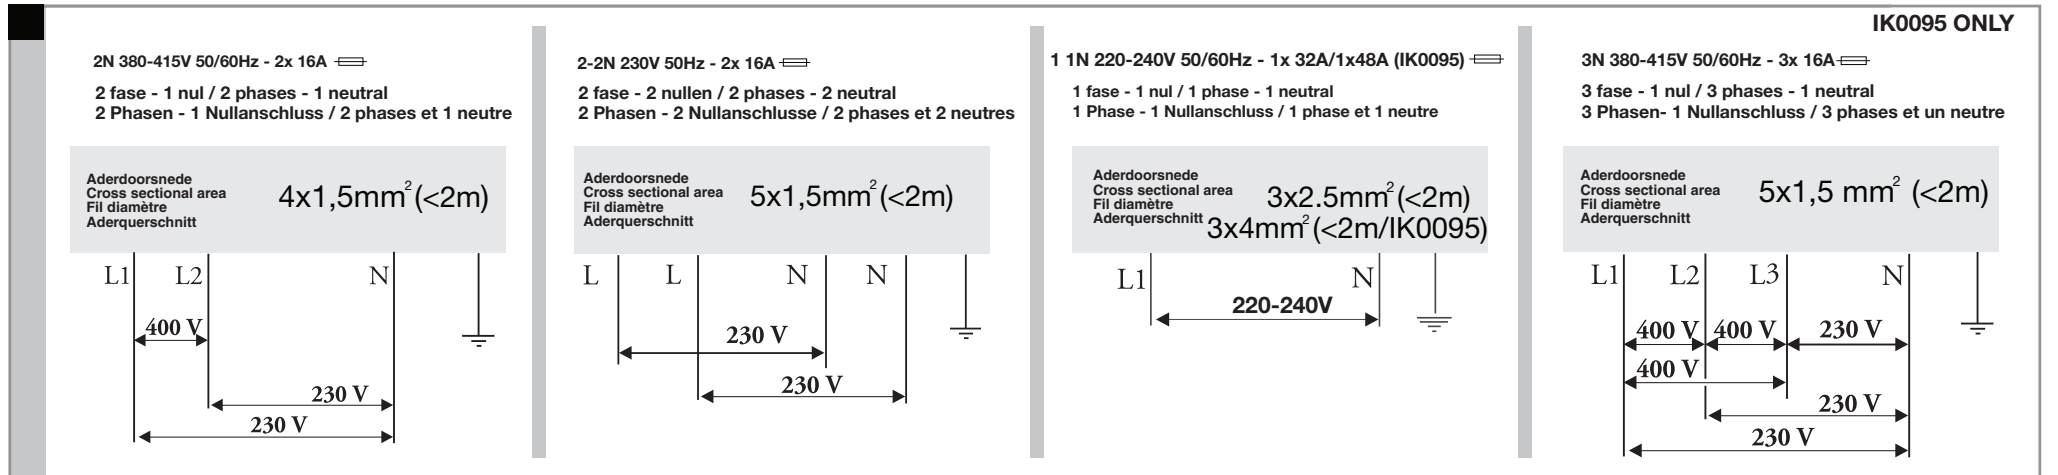 IK0095 ONLY
2N 380-415V 50/60Hz - 2x 16A
2 fase - 1 nul / 2 phases - 1 neutral
2 Phasen - 1 Nullanschluss / 2 phases et 1 neutre
Aderdoorsnede
Cross sectional area
Fil diamètre
Aderquerschnitt
4x1,5mm² (<2m)
L1 L2 N
400 V
230 V
230 V
2-2N 230V 50Hz - 2x 16A
2 fase - 2 nullen / 2 phases - 2 neutral
2 Phasen - 2 Nullanschlusse / 2 phases et 2 neutres
Aderdoorsnede
Cross sectional area
Fil diamètre
Aderquerschnitt
5x1,5mm² (<2m)
L L N N
230 V
230 V
1 1N 220-240V 50/60Hz - 1x 32A/1x48A (IK0095)
1 fase - 1 nul / 1 phase - 1 neutral
1 Phase - 1 Nullanschluss / 1 phase et 1 neutre
Aderdoorsnede
Cross sectional area
Fil diamètre
Aderquerschnitt
3x2.5mm² (<2m)
3x4mm² (<2m/IK0095)
L1 N
220-240V
3N 380-415V 50/60Hz - 3x 16A
3 fase - 1 nul / 3 phases - 1 neutral
3 Phasen- 1 Nullanschluss / 3 phases et un neutre
Aderdoorsnede
Cross sectional area
Fil diamètre
Aderquerschnitt
5x1,5 mm² (<2m)
L1 L2 L3 N
400 V 400 V 230 V
400 V
230 V
230 V